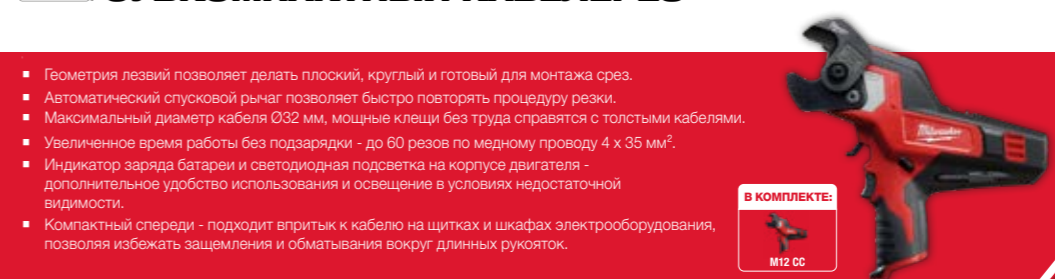 ▪ Геометрия лезвий позволяет делать плоский, круглый и готовый для монтажа срез.
▪ Автоматический спусковой рычаг позволяет быстро повторять процедуру резки.
▪ Максимальный диаметр кабеля Ø32 мм, мощные клещи без труда справятся с толстыми кабелями.
▪ Увеличенное время работы без подзарядки - до 60 резов по медному проводу 4 x 35 мм².
▪ Индикатор заряда батареи и светодиодная подсветка на корпусе двигателя -
дополнительное удобство использования и освещение в условиях недостаточной
видимости.
▪ Компактный спереди - подходит впритык к кабелю на щитках и шкафах электрооборудования,
позволяя избежать защемления и обматывания вокруг длинных рукояток.
Milwaukee
В КОМПЛЕКТЕ:
M12 CC